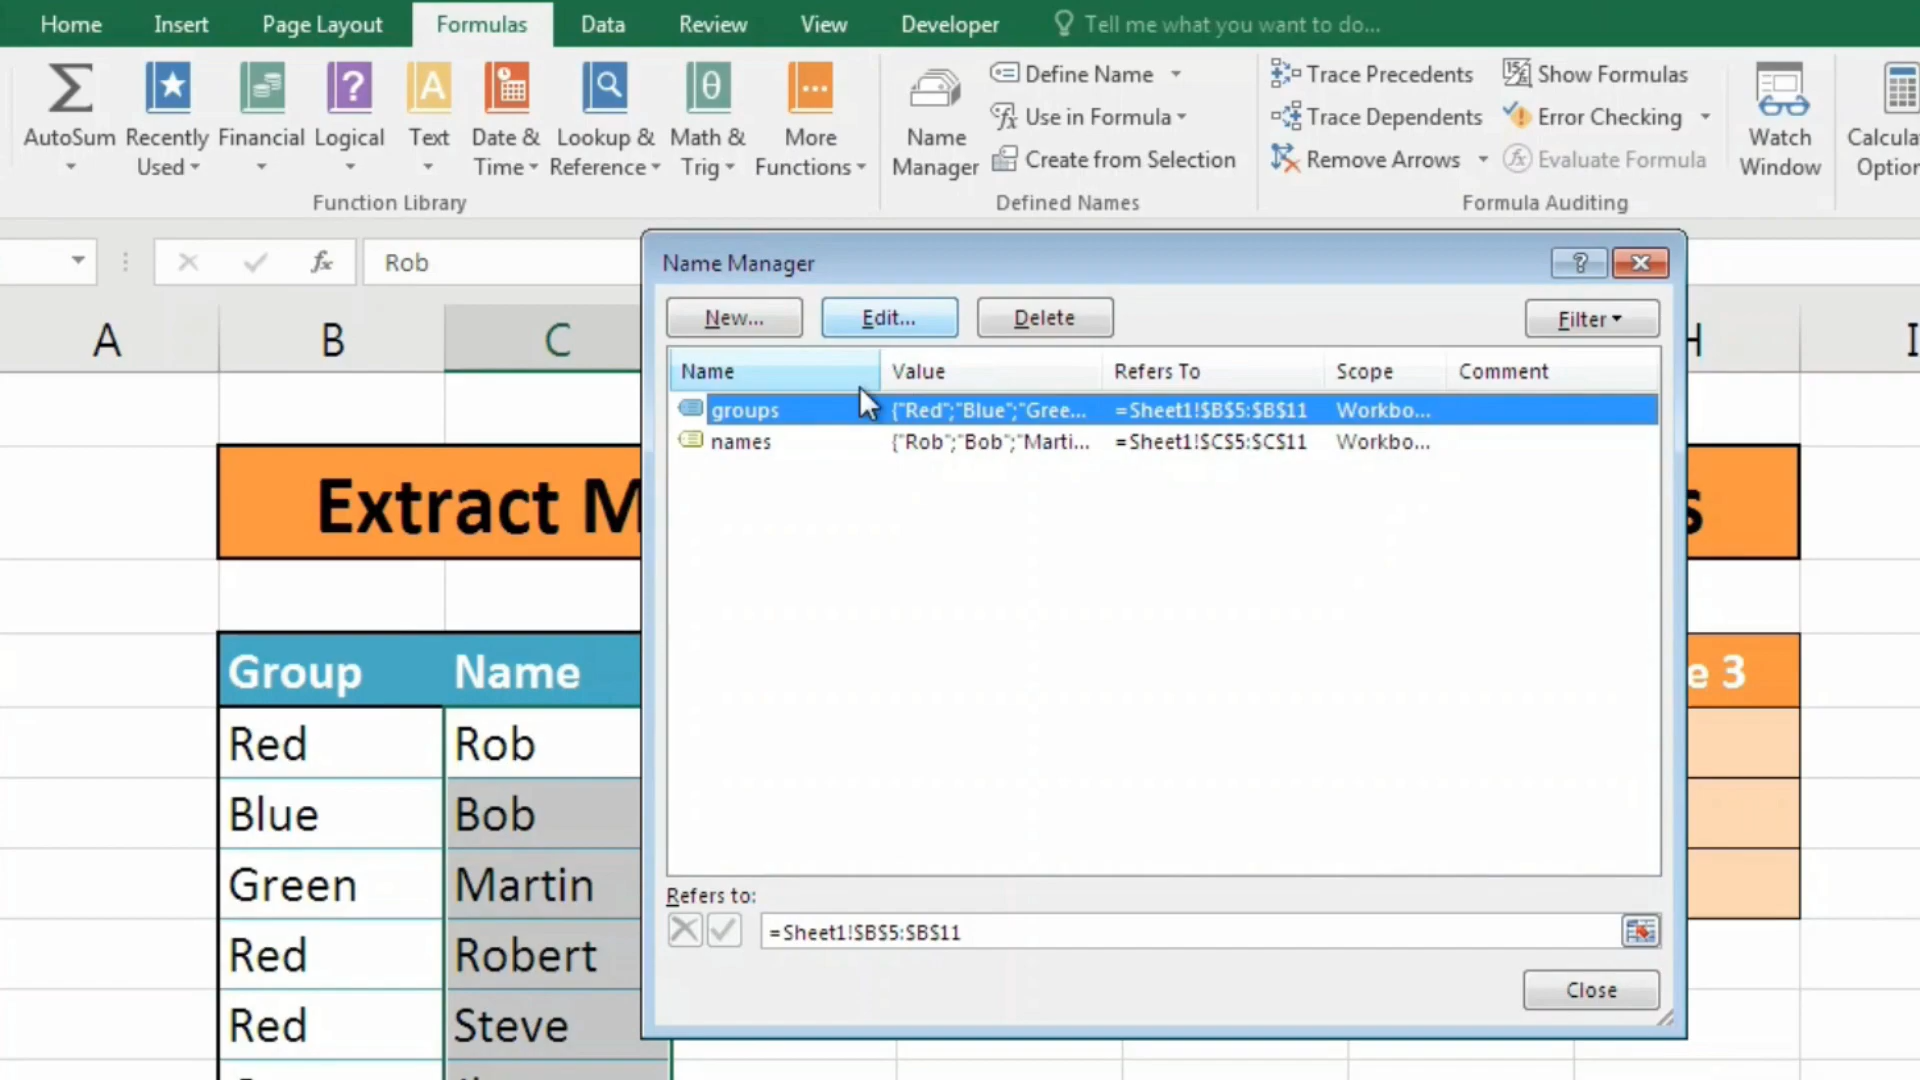 Home Insert Page Layout Formulas Data Review View Developer Tell me what you want to do...
AutoSum Recently Used Financial Logical Text Date & Time Lookup & Reference Math & Trig More Functions
Function Library
Name Manager
Define Name
Use in Formula
Create from Selection
Defined Names
Trace Precedents
Trace Dependents
Remove Arrows
Show Formulas
Error Checking
Evaluate Formula
Formula Auditing
Watch Window
fx Rob
A B C
Name Manager
New... Edit... Delete Filter
Name Value Refers To Scope Comment
groups {"Red";"Blue";"Gree... =Sheet1!$B$5:$B$11 Workbo...
names {"Rob";"Bob";"Marti... =Sheet1!$C$5:$C$11 Workbo...
Refers to:
=Sheet1!$B$5:$B$11
Close
Extract M
Group Name
e 3
Red Rob
Blue Bob
Green Martin
Red Robert
Red Steve